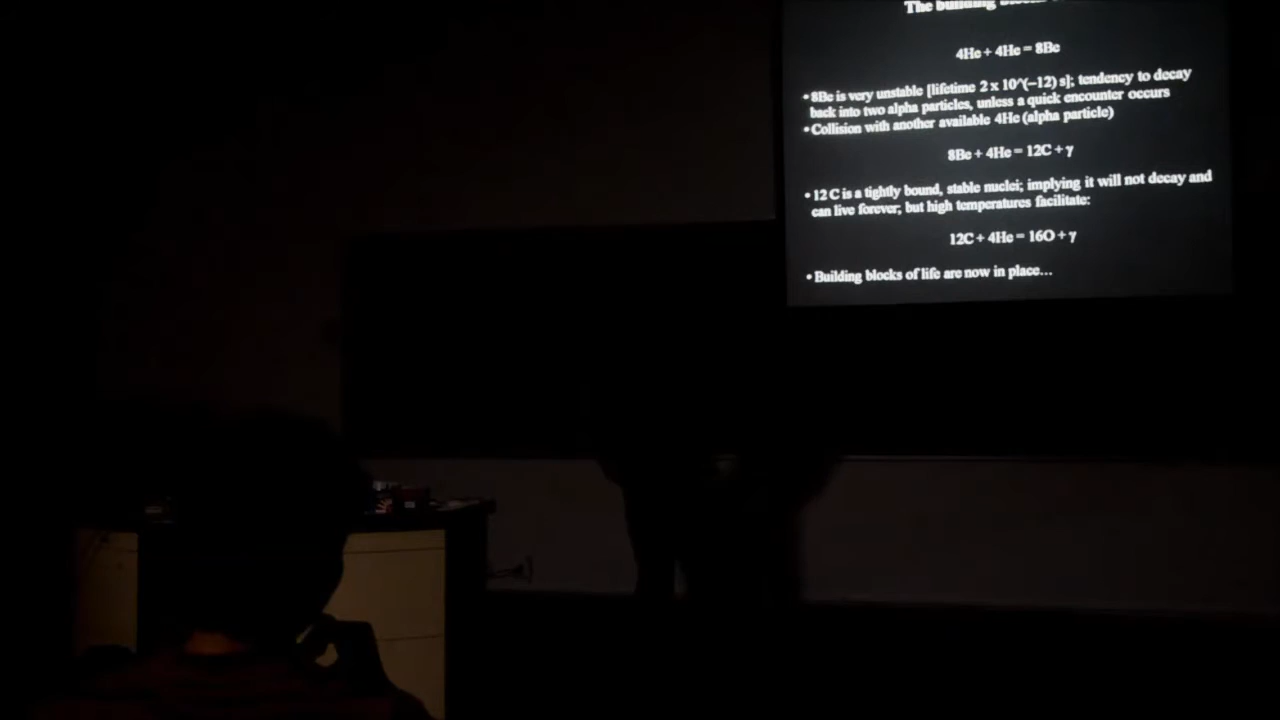 The building
4He + 4He = 8Be
• 8Be is very unstable [lifetime 2 x 10^(−12) s]; tendency to decay
back into two alpha particles, unless a quick encounter occurs
• Collision with another available 4He (alpha particle)
8Be + 4He = 12C + γ
• 12 C is a tightly bound, stable nuclei; implying it will not decay and
can live forever; but high temperatures facilitate:
12C + 4He = 16O + γ
• Building blocks of life are now in place...